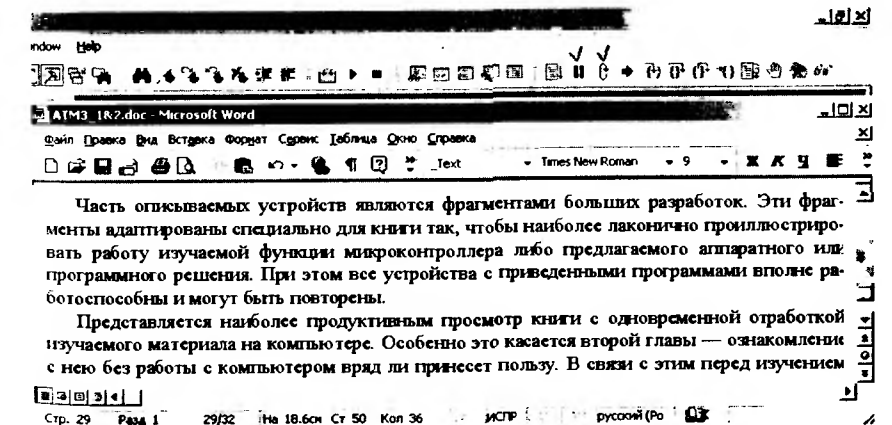 ndow Help
ATM3_1&2.doc - Microsoft Word
Файл Правка Вид Вставка Формат Сервис Таблица Окно Справка
_Text Times New Roman 9 Ж К Ч
Часть описываемых устройств являются фрагментами больших разработок. Эти фраг-
менты адаптированы специально для книги так, чтобы наиболее лаконично проиллюстриро-
вать работу изучаемой функции микроконтроллера либо предлагаемого аппаратного или
программного решения. При этом все устройства с приведенными программами вполне ра-
ботоспособны и могут быть повторены.
Представляется наиболее продуктивным просмотр книги с одновременной отработкой
изучаемого материала на компьютере. Особенно это касается второй главы — ознакомление
с нею без работы с компьютером вряд ли принесет пользу. В связи с этим перед изучением
Стр. 29 Разд 1 29/32 На 18.6см Ст 50 Кол 36 ИСПР русский (Ро